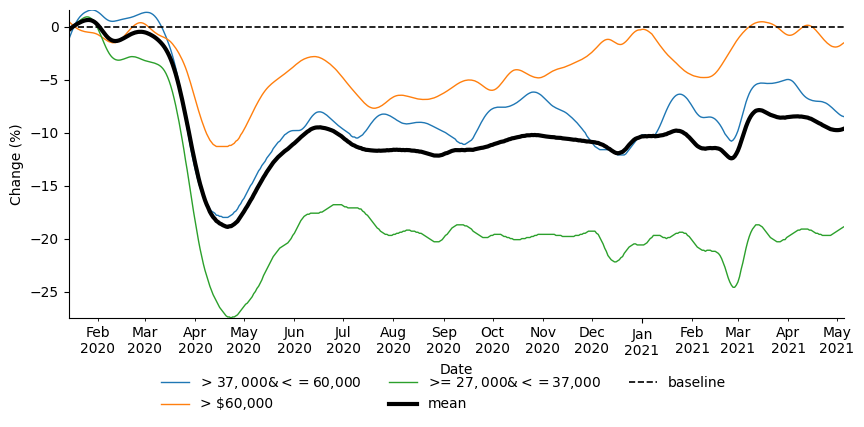 0
−5
−10
−15
−20
−25
Change (%)
Feb Mar Apr May Jun Jul Aug Sep Oct Nov Dec Jan Feb Mar Apr May
2020 2020 2020 2020 2020 2020 2020 2020 2020 2020 2020 2021 2021 2021 2021 2021
Date
> 37,000&<=60,000 >= 27,000&<=37,000 baseline
> $60,000 mean